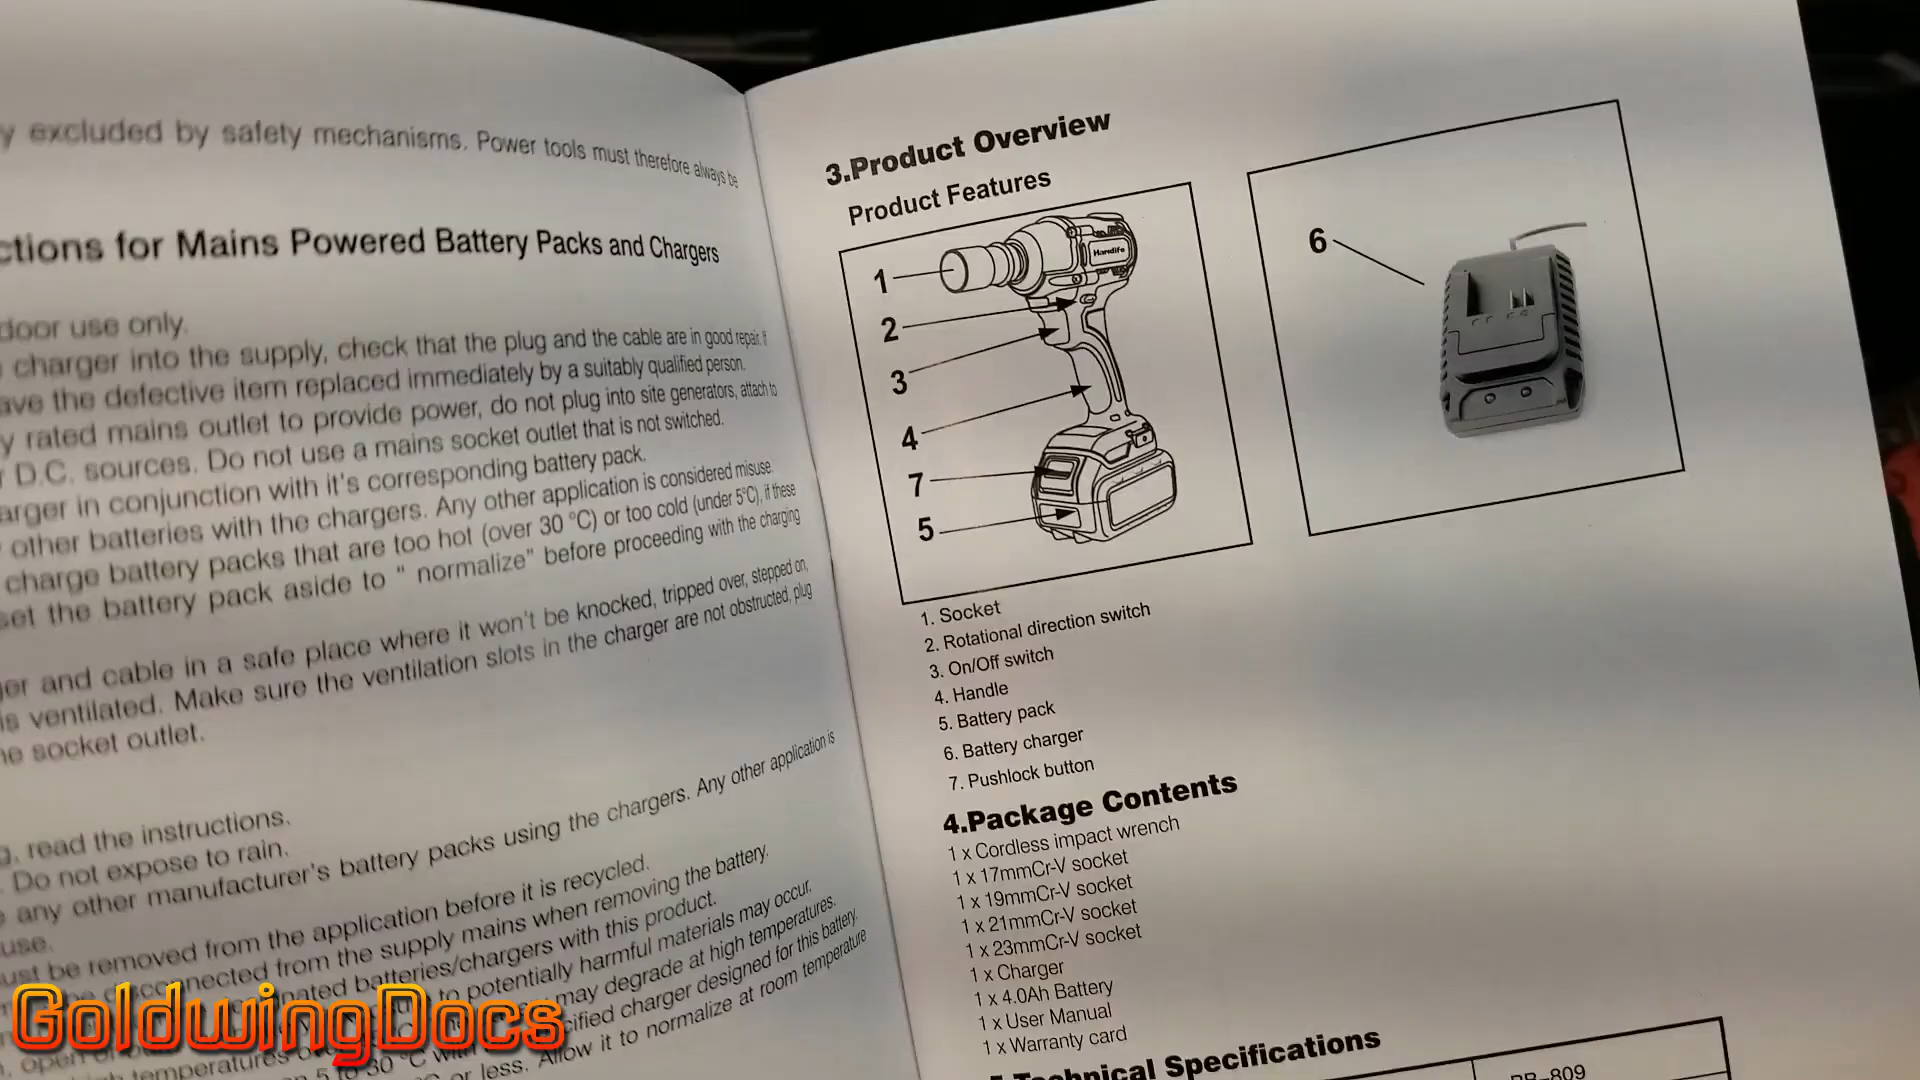 y excluded by safety mechanisms. Power tools must therefore always be
ctions for Mains Powered Battery Packs and Chargers
door use only.
charger into the supply, check that the plug and the cable are in good repair. If
ave the defective item replaced immediately by a suitably qualified person.
y rated mains outlet to provide power, do not plug into site generators, attach to
r D.C. sources. Do not use a mains socket outlet that is not switched.
arger in conjunction with it's corresponding battery pack.
other batteries with the chargers. Any other application is considered misuse.
charge battery packs that are too hot (over 30 °C) or too cold (under 5°C), if these
set the battery pack aside to " normalize" before proceeding with the charging
ger and cable in a safe place where it won't be knocked, tripped over, stepped on,
is ventilated. Make sure the ventilation slots in the charger are not obstructed, plug
he socket outlet.
g, read the instructions.
. Do not expose to rain.
e any other manufacturer's battery packs using the chargers. Any other application is
use.
ust be removed from the application before it is recycled.
disconnected from the supply mains when removing the battery.
inated batteries/chargers with this product.
to potentially harmful materials may occur.
may degrade at high temperatures.
cified charger designed for this battery.
or less. Allow it to normalize at room temperature
3.Product Overview
Product Features
Handife
1
2
3
4
7
5
6
1. Socket
2. Rotational direction switch
3. On/Off switch
4. Handle
5. Battery pack
6. Battery charger
7. Pushlock button
4.Package Contents
1 x Cordless impact wrench
1 x 17mmCr-V socket
1 x 19mmCr-V socket
1 x 21mmCr-V socket
1 x 23mmCr-V socket
1 x Charger
1 x 4.0Ah Battery
1 x User Manual
1 x Warranty card
Technical Specifications
809
GoldwingDocs